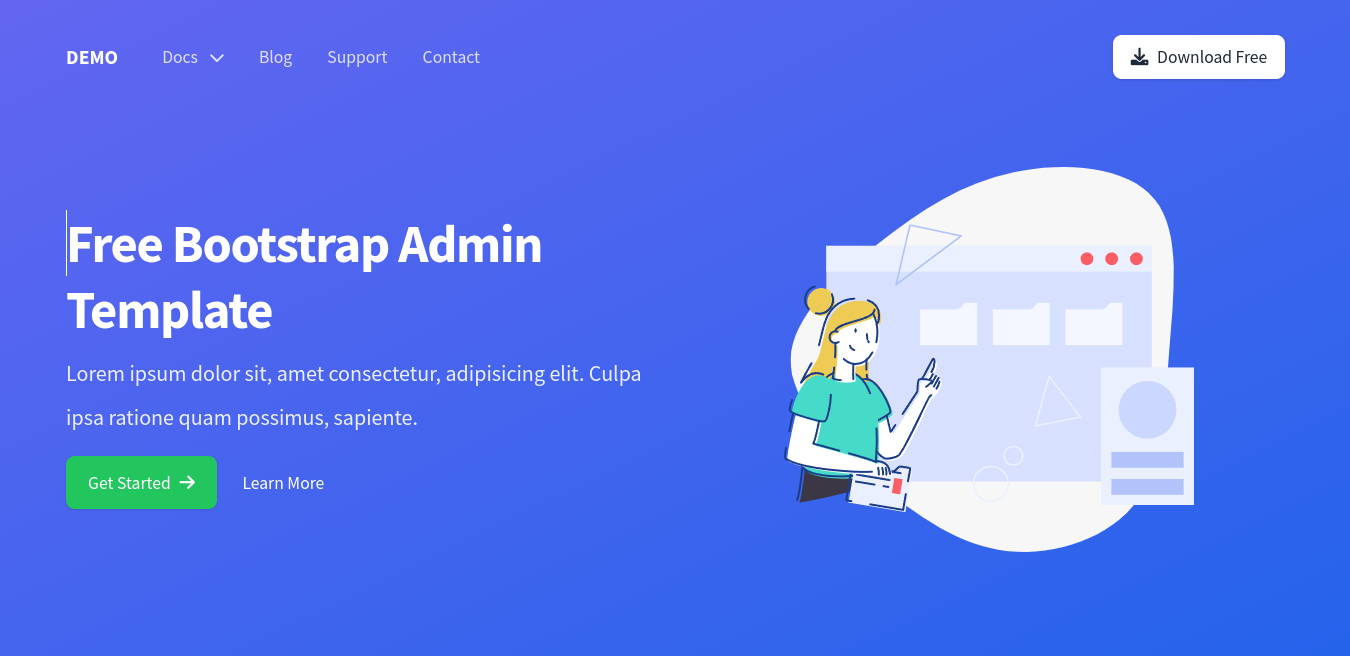 DEMO Docs Blog Support Contact Download Free
Free Bootstrap Admin
Template
Lorem ipsum dolor sit, amet consectetur, adipisicing elit. Culpa
ipsa ratione quam possimus, sapiente.
Get Started Learn More